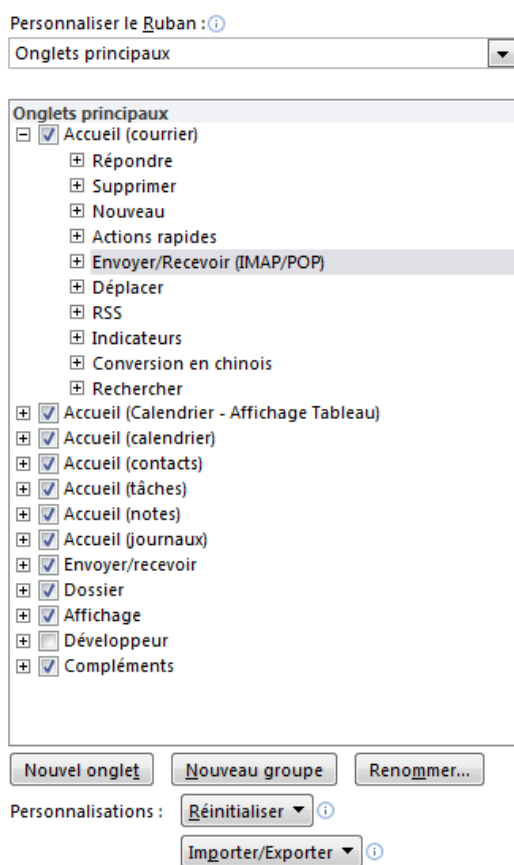 Personnaliser le Ruban :
Onglets principaux
Onglets principaux
Accueil (courrier)
Répondre
Supprimer
Nouveau
Actions rapides
Envoyer/Recevoir (IMAP/POP)
Déplacer
RSS
Indicateurs
Conversion en chinois
Rechercher
Accueil (Calendrier - Affichage Tableau)
Accueil (calendrier)
Accueil (contacts)
Accueil (tâches)
Accueil (notes)
Accueil (journaux)
Envoyer/recevoir
Dossier
Affichage
Développeur
Compléments
Nouvel onglet Nouveau groupe Renommer...
Personnalisations : Réinitialiser
Importer/Exporter